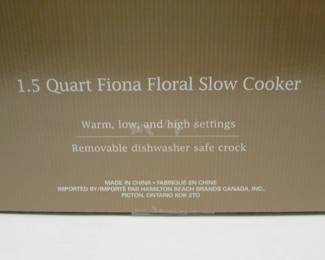 1.5 Quart Fiona Floral Slow Cooker
Warm, low, and high settings
Removable dishwasher safe crock
MADE IN CHINA • FABRIQUÉ EN CHINE
IMPORTED BY/IMPORTÉ PAR HAMILTON BEACH BRANDS CANADA, INC.
PICTON, ONTARIO K0K 2T0